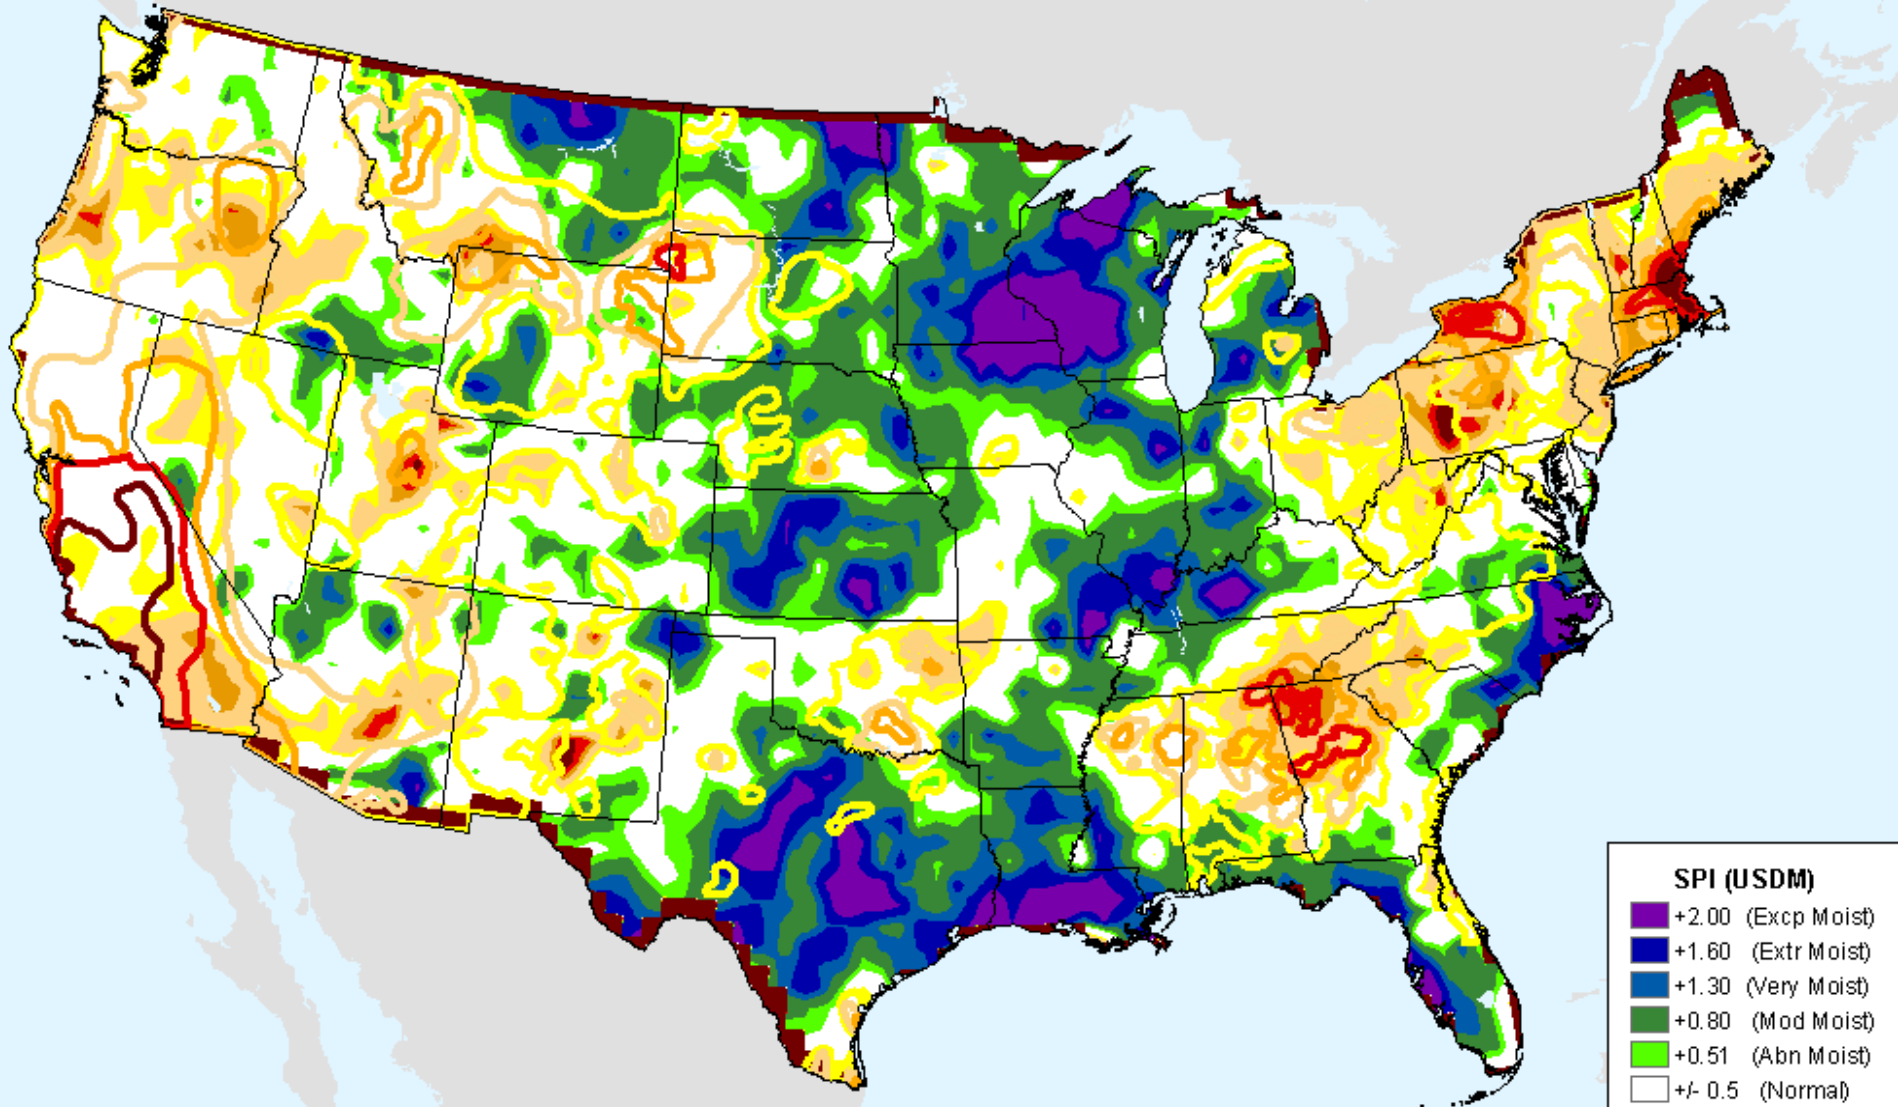 SPI (USDM)
+2.00 (Excp Moist)
+1.60 (Extr Moist)
+1.30 (Very Moist)
+0.80 (Mod Moist)
+0.51 (Abn Moist)
+/- 0.5 (Normal)